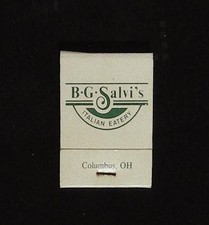 B·G·Salvi's
ITALIAN EATERY
Columbus, OH